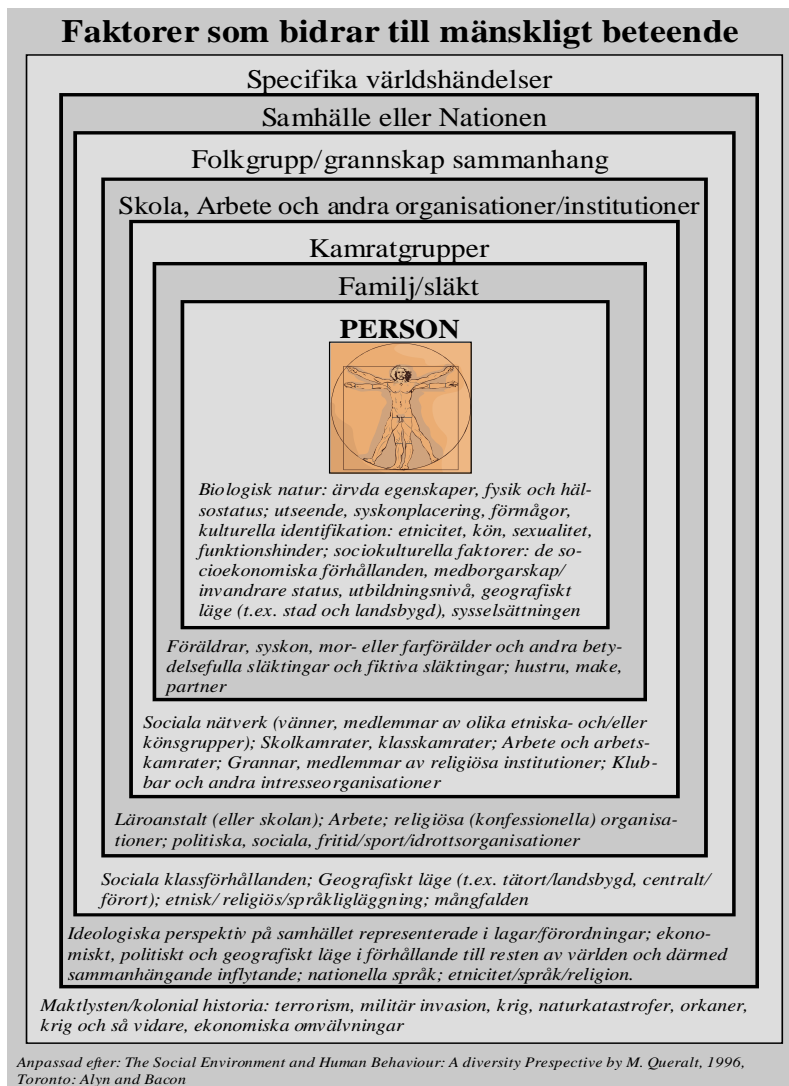 Faktorer som bidrar till mänskligt beteende
Specifika världshändelser
Samhälle eller Nationen
Folkgrupp/grannskap sammanhang
Skola, Arbete och andra organisationer/institutioner
Kamratgrupper
Familj/släkt
PERSON
Biologisk natur: ärvda egenskaper, fysik och häl-
sostatus; utseende, syskonplacering, förmågor,
kulturella identifikation: etnicitet, kön, sexualitet,
funktionshinder; sociokulturella faktorer: de so-
cioekonomiska förhållanden, medborgarskap/
invandrare status, utbildningsnivå, geografiskt
läge (t.ex. stad och landsbygd), sysselsättningen
Föräldrar, syskon, mor- eller farförälder och andra bety-
delsefulla släktingar och fiktiva släktingar; hustru, make,
partner
Sociala nätverk (vänner, medlemmar av olika etniska- och/eller
könsgrupper); Skolkamrater, klasskamrater; Arbete och arbets-
kamrater; Grannar, medlemmar av religiösa institutioner; Klub-
bar och andra intresseorganisationer
Läroanstalt (eller skolan); Arbete; religiösa (konfessionella) organisa-
tioner; politiska, sociala, fritid/sport/idrottsorganisationer
Sociala klassförhållanden; Geografiskt läge (t.ex. tätort/landsbygd, centralt/
förort); etnisk/ religiös/språkligläggning; mångfalden
Ideologiska perspektiv på samhället representerade i lagar/förordningar; ekono-
miskt, politiskt och geografiskt läge i förhållande till resten av världen och därmed
sammanhängande inflytande; nationella språk; etnicitet/språk/religion.
Maktlysten/kolonial historia: terrorism, militär invasion, krig, naturkatastrofer, orkaner,
krig och så vidare, ekonomiska omvälvningar
Anpassad efter: The Social Environment and Human Behaviour: A diversity Prespective by M. Queralt, 1996,
Toronto: Alyn and Bacon